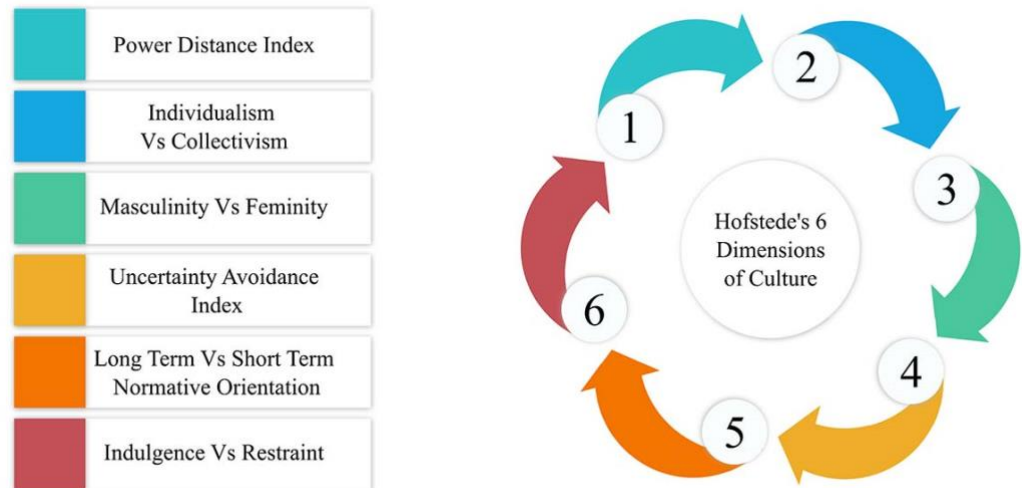 Power Distance Index
Individualism
Vs Collectivism
Masculinity Vs Feminity
Uncertainty Avoidance
Index
Long Term Vs Short Term
Normative Orientation
Indulgence Vs Restraint
1
2
3
4
5
6
Hofstede's 6
Dimensions
of Culture